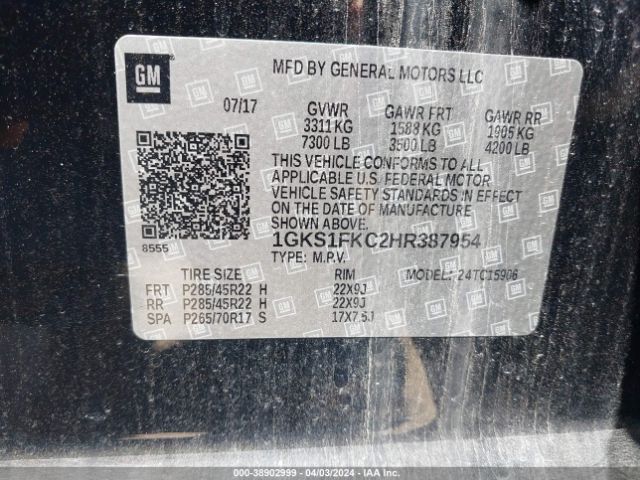 GM
MFD BY GENERAL MOTORS LLC
07/17
GVWR GAWR FRT GAWR RR
3311 KG 1588 KG 1905 KG
7300 LB 3500 LB 4200 LB
THIS VEHICLE CONFORMS TO ALL
APPLICABLE U.S. FEDERAL MOTOR
VEHICLE SAFETY STANDARDS IN EFFECT
ON THE DATE OF MANUFACTURE
SHOWN ABOVE.
8555
1GKS1FKC2HR387954
TYPE: M.P.V.
TIRE SIZE RIM MODEL: 24TC15906
FRT P285/45R22 H 22X9J
RR P285/45R22 H 22X9J
SPA P265/70R17 S 17X7.5J
000-38902999 - 04/03/2024 - IAA Inc.